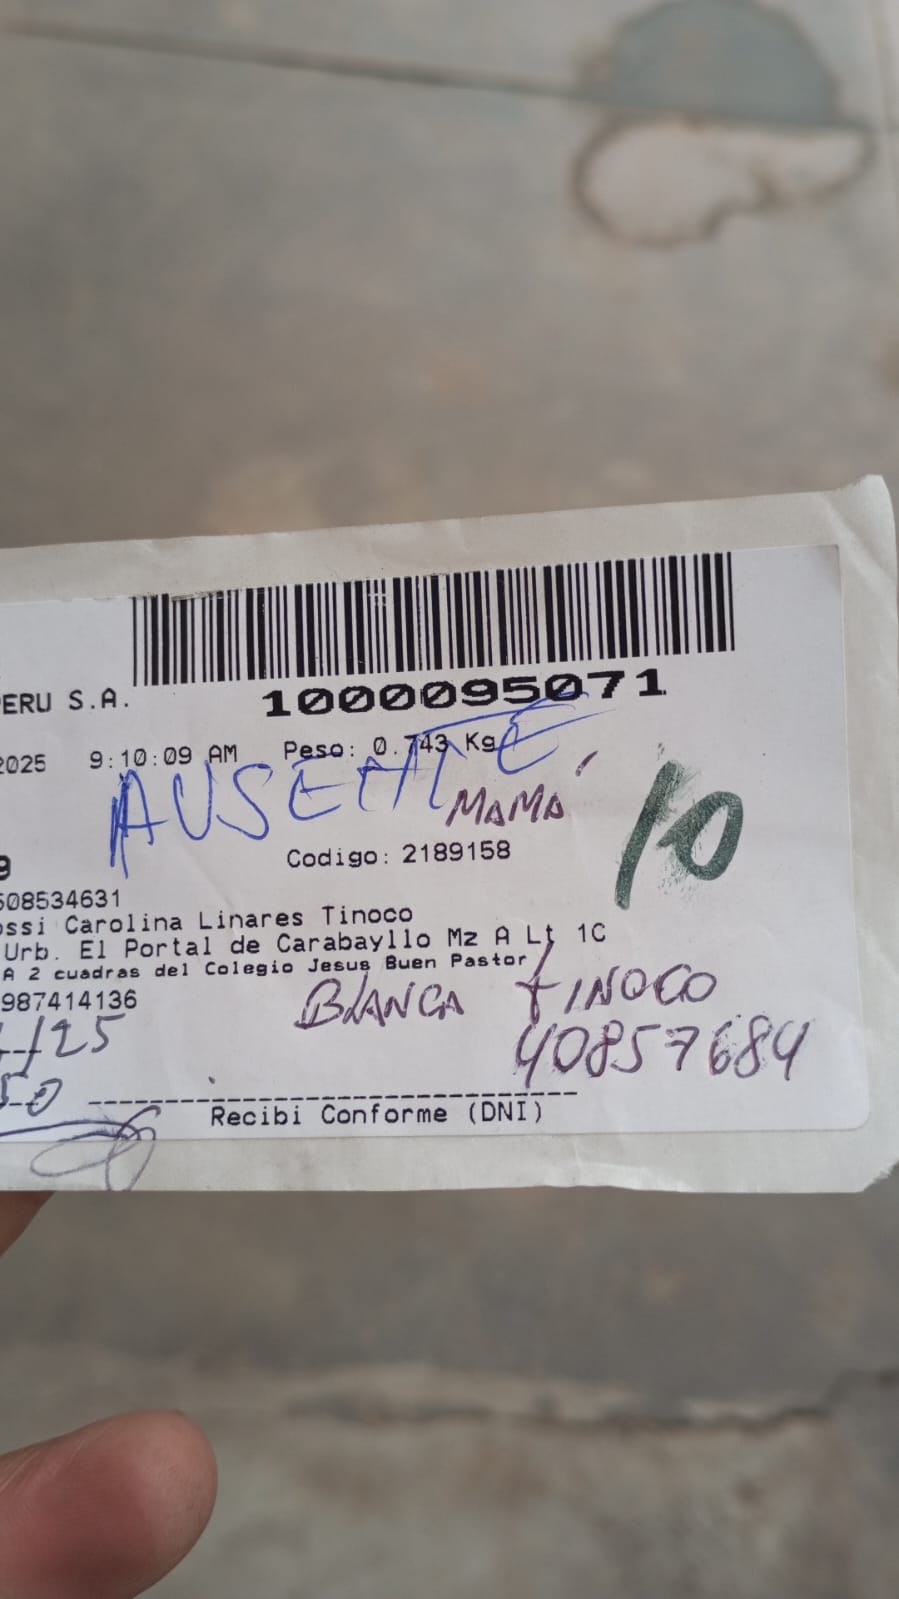 ERU S.A.
1000095071
2025 9:10:09 AM Peso: 0.743 Kg
AUSENTE
MAMÁ
10
Codigo: 2189158
9
508534631
ossi Carolina Linares Tinoco
Urb. El Portal de Carabayllo Mz A Lt 1C
A 2 cuadras del Colegio Jesus Buen Pastor
987414136
BLANCA TINOCO
/25
40857684
50
Recibi Conforme (DNI)